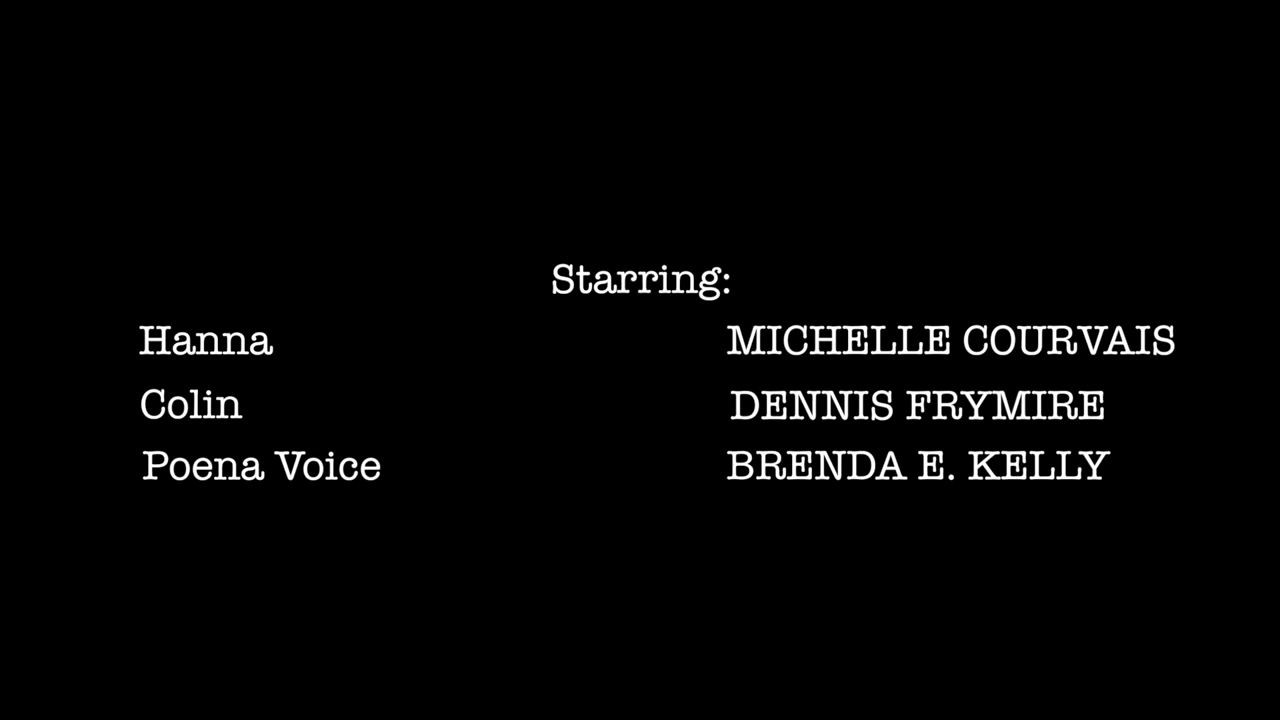 Starring:
Hanna MICHELLE COURVAIS
Colin DENNIS FRYMIRE
Poena Voice BRENDA E. KELLY